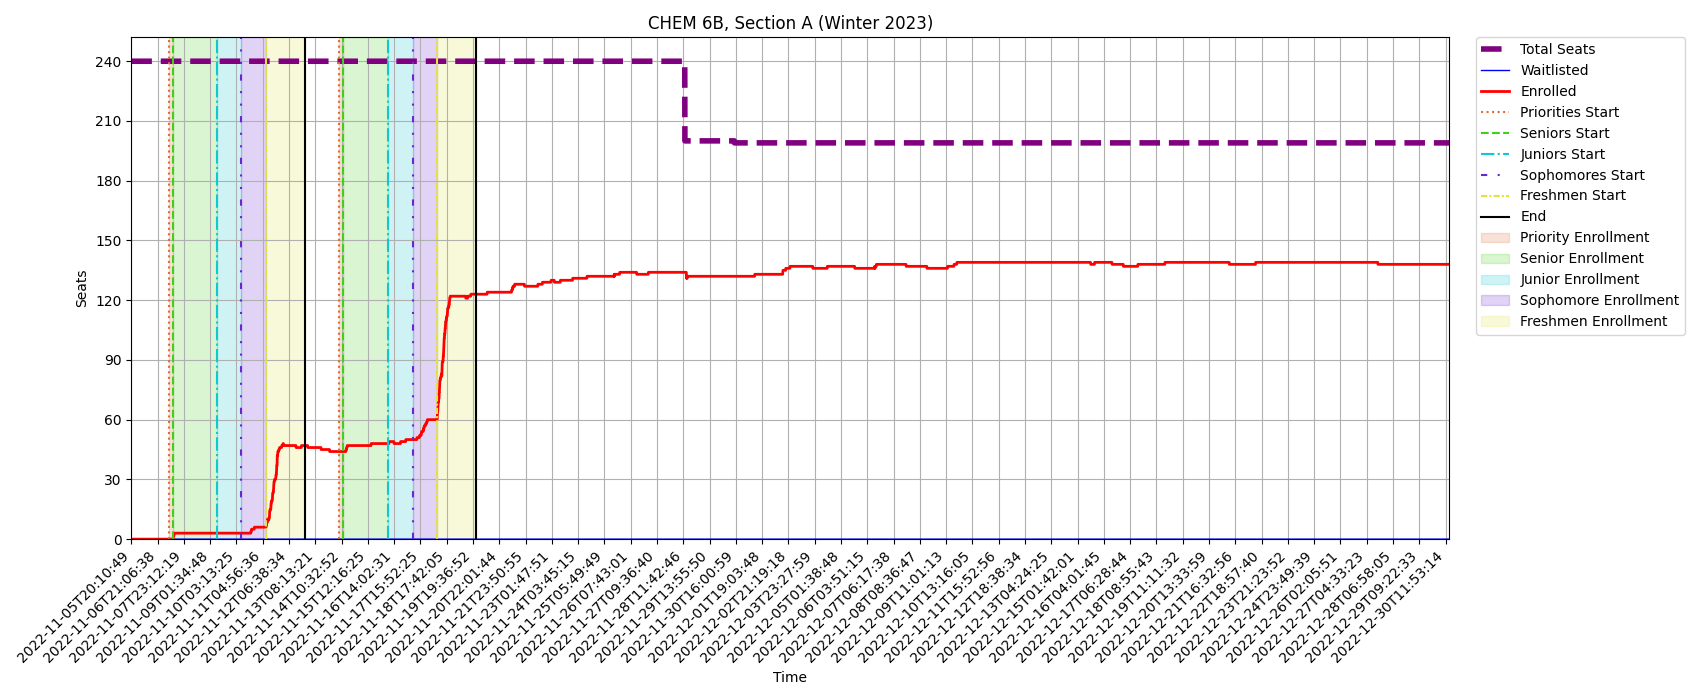 CHEM 6B, Section A (Winter 2023)
Total Seats
Waitlisted
Enrolled
Priorities Start
Seniors Start
Juniors Start
Sophomores Start
Freshmen Start
End
Priority Enrollment
Senior Enrollment
Junior Enrollment
Sophomore Enrollment
Freshmen Enrollment
Seats
240
210
180
150
120
90
60
30
0
2022-11-05T20:10:49
2022-11-06T21:06:38
2022-11-07T23:12:19
2022-11-09T01:34:48
2022-11-10T03:13:25
2022-11-11T04:56:36
2022-11-12T06:38:34
2022-11-13T08:13:21
2022-11-14T10:32:52
2022-11-15T12:16:25
2022-11-16T14:02:31
2022-11-17T15:52:25
2022-11-18T17:42:05
2022-11-19T19:36:52
2022-11-20T22:01:44
2022-11-21T23:50:55
2022-11-23T01:47:51
2022-11-24T03:45:15
2022-11-25T05:49:49
2022-11-26T07:43:01
2022-11-27T09:36:40
2022-11-28T11:42:46
2022-11-29T13:55:50
2022-11-30T16:00:59
2022-12-01T19:03:48
2022-12-02T21:19:18
2022-12-03T23:27:59
2022-12-05T01:38:48
2022-12-06T03:51:15
2022-12-07T06:17:38
2022-12-08T08:36:47
2022-12-09T11:01:13
2022-12-10T13:16:05
2022-12-11T15:52:56
2022-12-12T18:38:34
2022-12-13T04:24:25
2022-12-15T01:42:01
2022-12-16T04:01:45
2022-12-17T06:28:44
2022-12-18T08:55:43
2022-12-19T11:11:32
2022-12-20T13:33:59
2022-12-21T16:32:56
2022-12-22T18:57:40
2022-12-23T21:23:52
2022-12-24T23:49:39
2022-12-26T02:05:51
2022-12-27T04:33:23
2022-12-28T06:58:05
2022-12-29T09:22:33
2022-12-30T11:53:14
Time